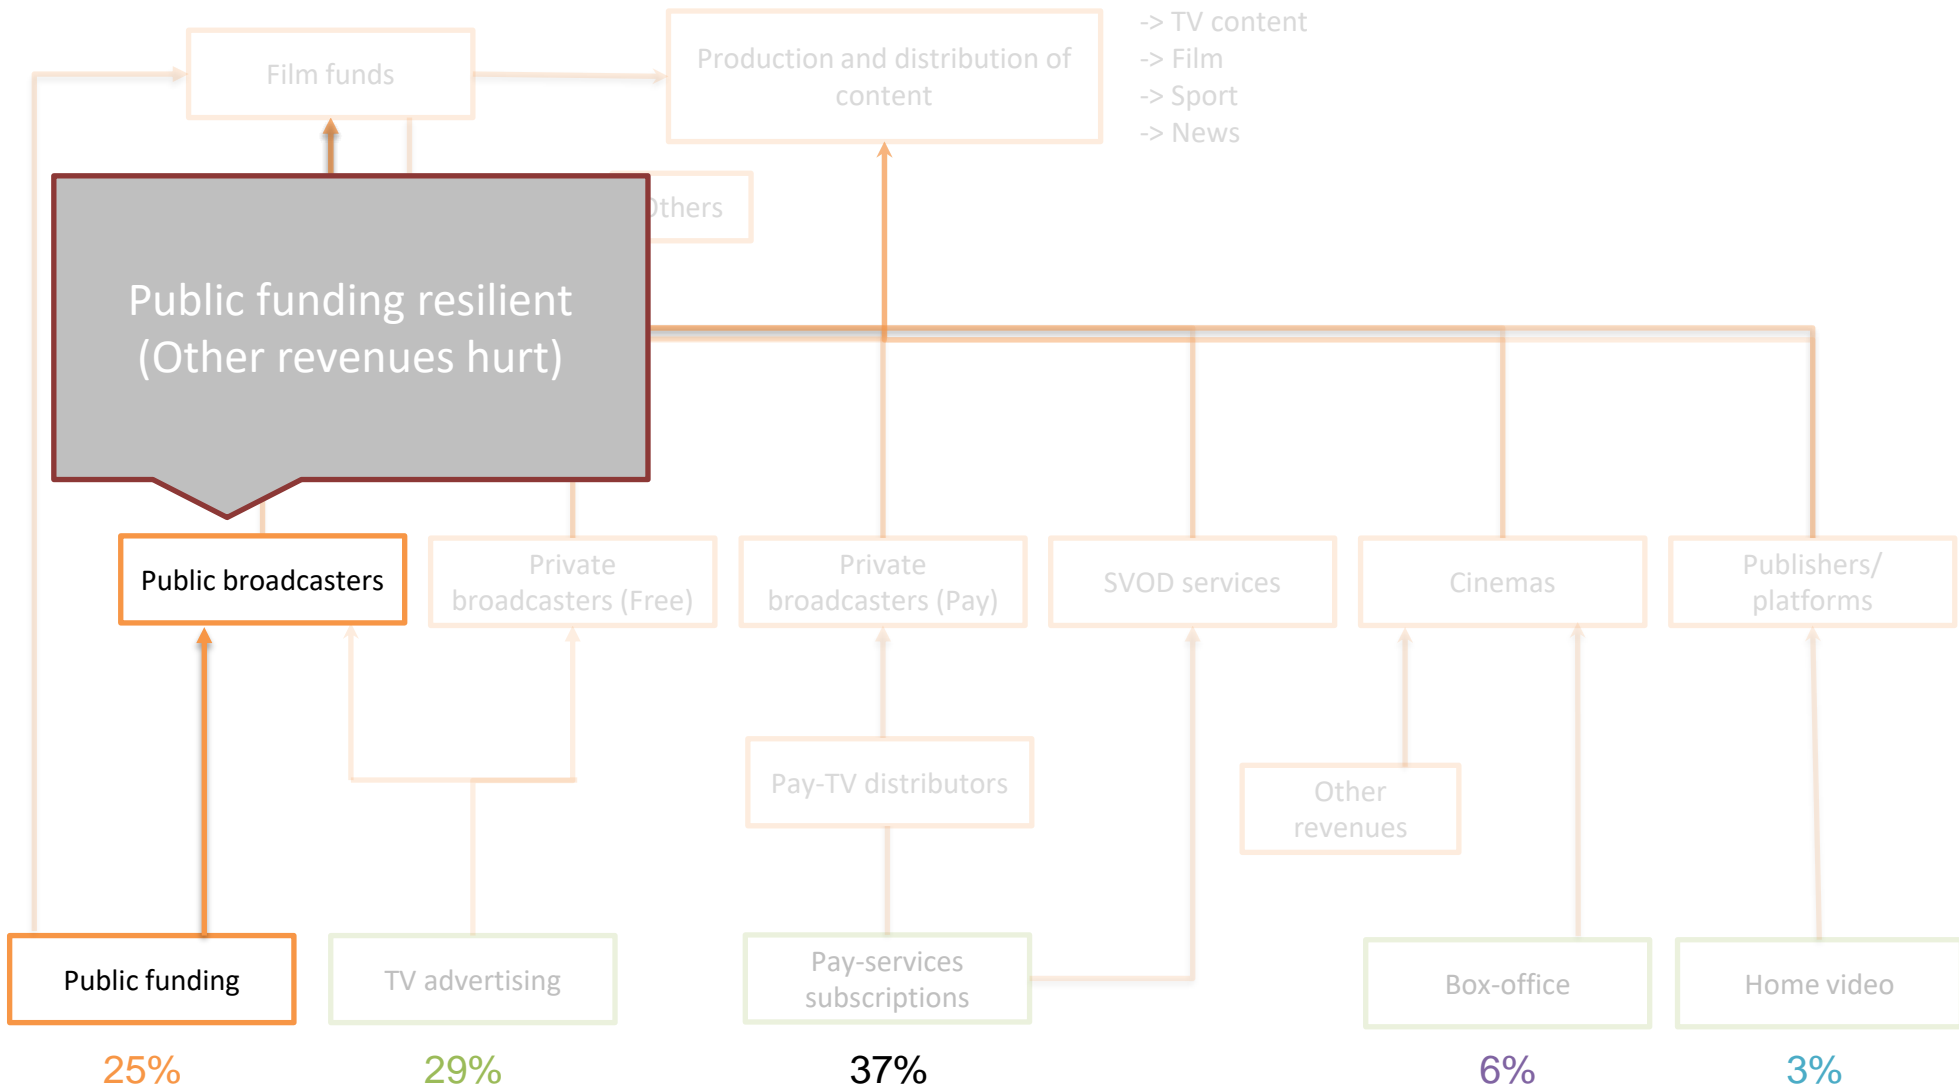 -> TV content
Film funds
Production and distribution of
content
-> Film
-> Sport
-> News
Others
Public funding resilient
(Other revenues hurt)
Public broadcasters
Private
broadcasters (Free)
Private
broadcasters (Pay)
SVOD services
Cinemas
Publishers/
platforms
Pay-TV distributors
Other
revenues
Public funding
TV advertising
Pay-services
subscriptions
Box-office
Home video
25%
29%
37%
6%
3%